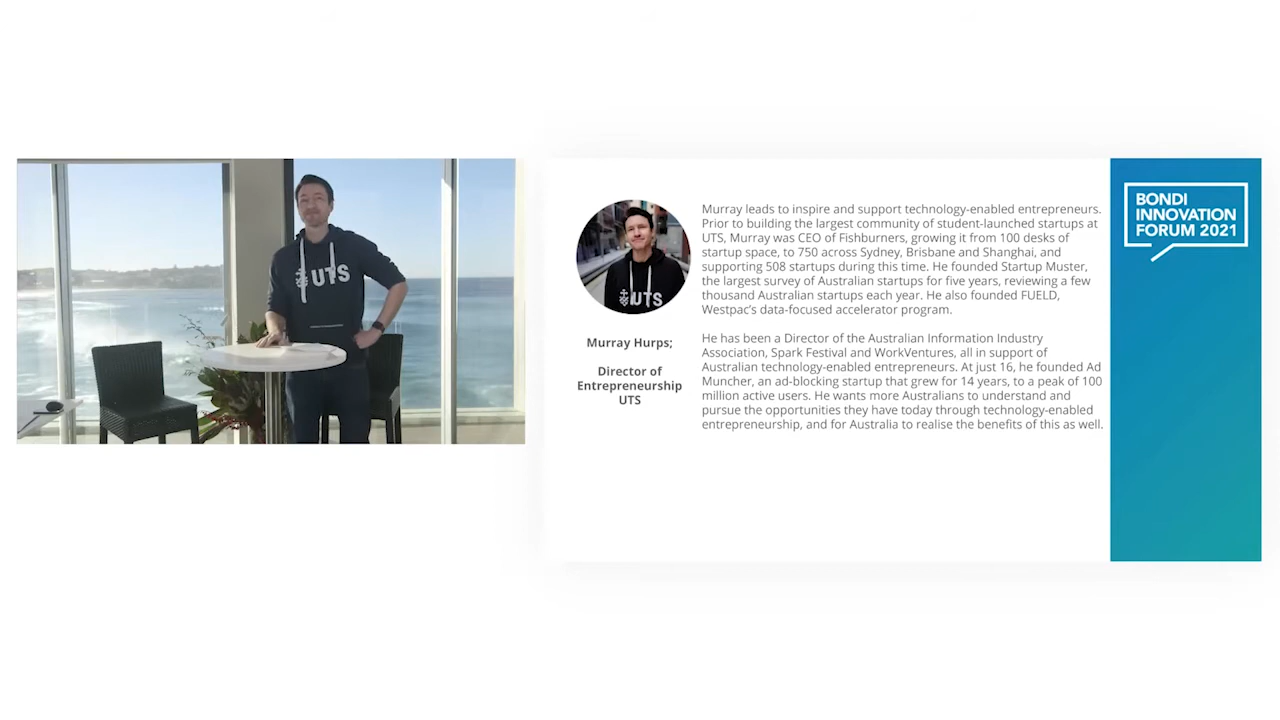 UTS
UTS
Murray Hurps;
Director of
Entrepreneurship
UTS
Murray leads to inspire and support technology-enabled entrepreneurs.
Prior to building the largest community of student-launched startups at
UTS, Murray was CEO of Fishburners, growing it from 100 desks of
startup space, to 750 across Sydney, Brisbane and Shanghai, and
supporting 508 startups during this time. He founded Startup Muster,
the largest survey of Australian startups for five years, reviewing a few
thousand Australian startups each year. He also founded FUELD,
Westpac's data-focused accelerator program.
He has been a Director of the Australian Information Industry
Association, Spark Festival and WorkVentures, all in support of
Australian technology-enabled entrepreneurs. At just 16, he founded Ad
Muncher, an ad-blocking startup that grew for 14 years, to a peak of 100
million active users. He wants more Australians to understand and
pursue the opportunities they have today through technology-enabled
entrepreneurship, and for Australia to realise the benefits of this as well.
BONDI
INNOVATION
FORUM 2021